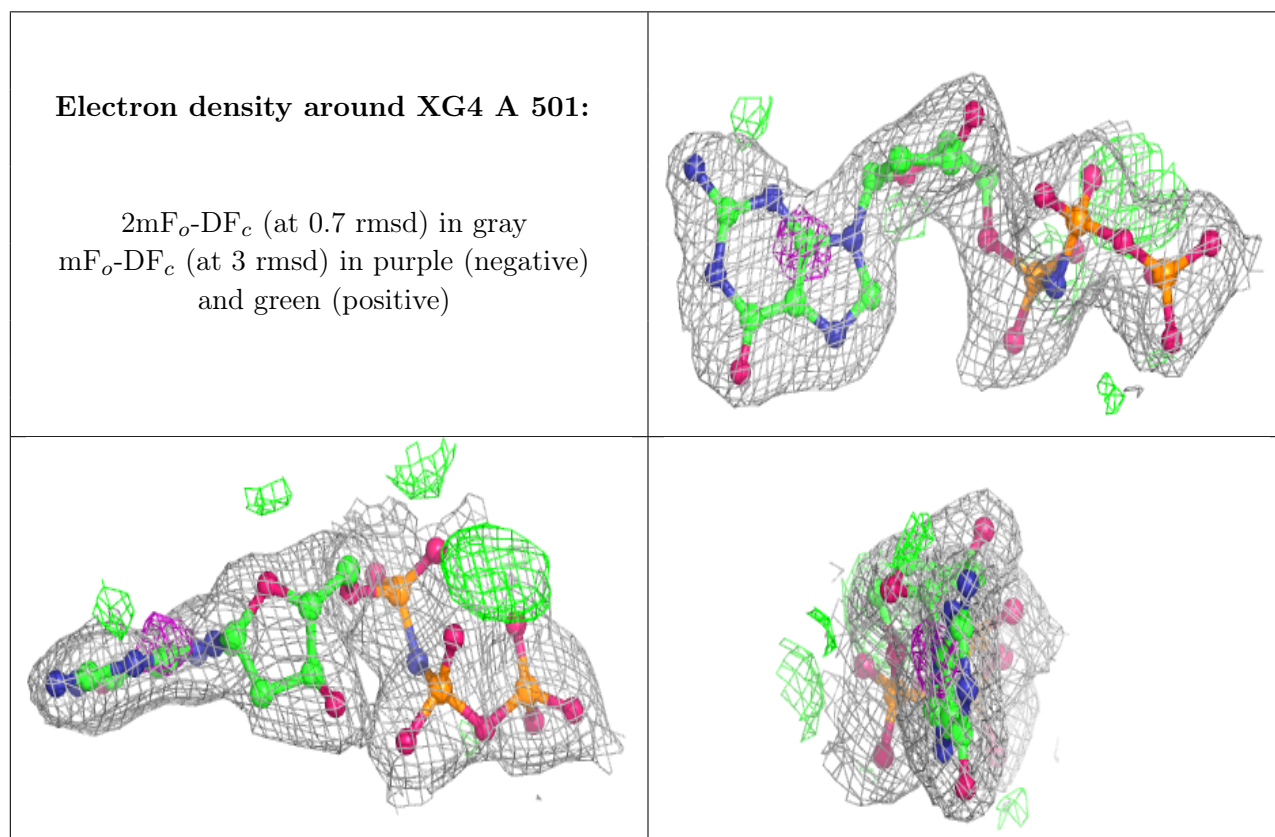 Electron density around XG4 A 501:
2mFₒ-DF𝒸 (at 0.7 rmsd) in gray
mFₒ-DF𝒸 (at 3 rmsd) in purple (negative)
and green (positive)